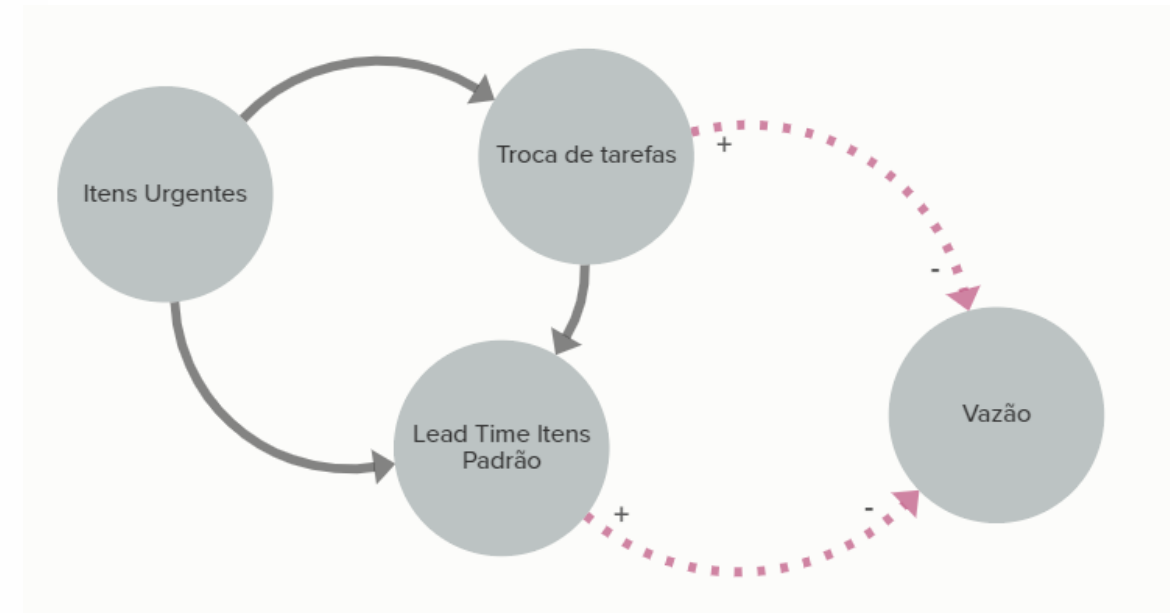 Itens Urgentes
Troca de tarefas
+
-
Lead Time Itens
Padrão
+
-
Vazão